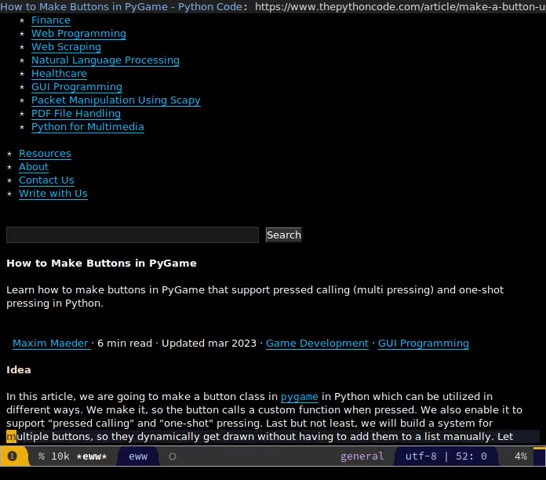 How to Make Buttons in PyGame - Python Code: https://www.thepythoncode.com/article/make-a-button-u
* Finance
* Web Programming
* Web Scraping
* Natural Language Processing
* Healthcare
* GUI Programming
* Packet Manipulation Using Scapy
* PDF File Handling
* Python for Multimedia
* Resources
* About
* Contact Us
* Write with Us
Search
How to Make Buttons in PyGame
Learn how to make buttons in PyGame that support pressed calling (multi pressing) and one-shot
pressing in Python.
Maxim Maeder · 6 min read · Updated mar 2023 · Game Development · GUI Programming
Idea
In this article, we are going to make a button class in pygame in Python which can be utilized in
different ways. We make it, so the button calls a custom function when pressed. We also enable it to
support "pressed calling" and "one-shot" pressing. Last but not least, we will build a system for
multiple buttons, so they dynamically get drawn without having to add them to a list manually. Let
1 % 10k *eww* eww general utf-8 | 52: 0 4%